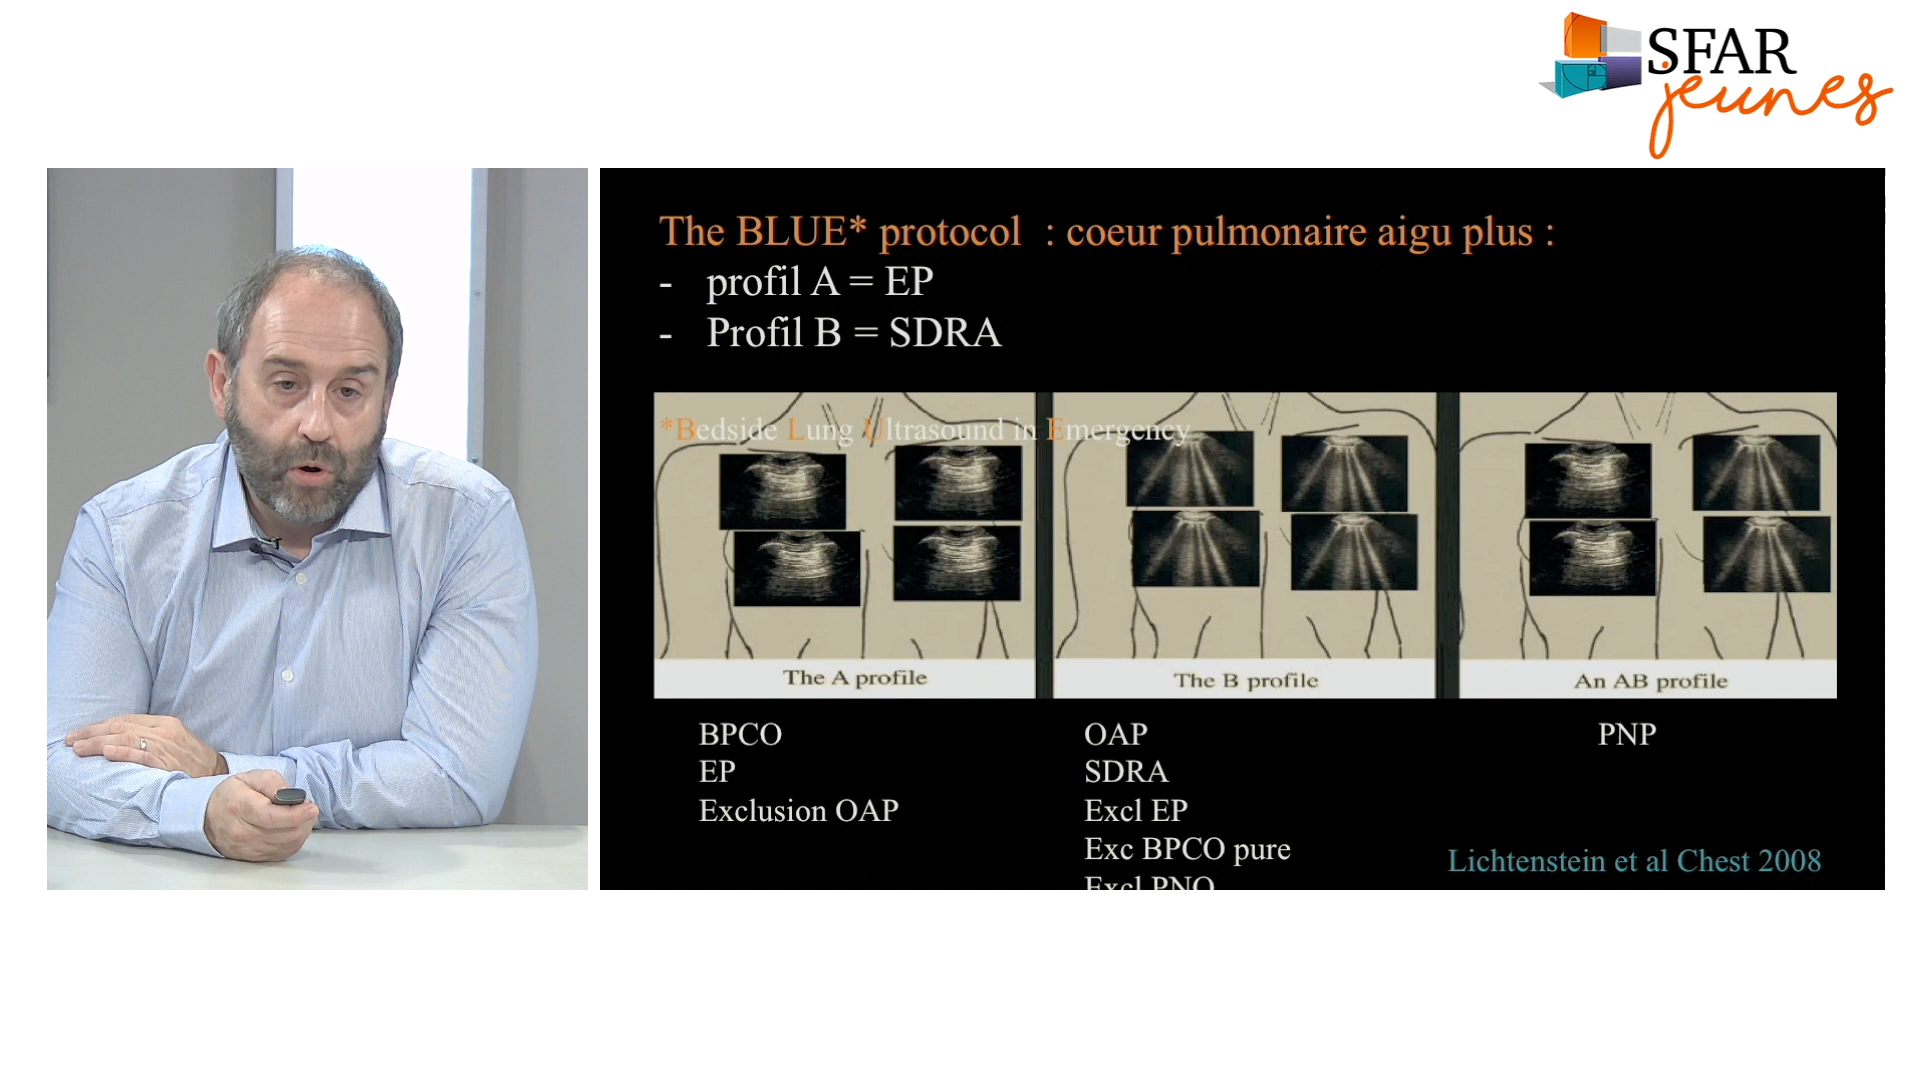 SFAR
jeunes
The BLUE* protocol : coeur pulmonaire aigu plus :
- profil A = EP
- Profil B = SDRA
*Bedside Lung Ultrasound in Emergency
The A profile
The B profile
An AB profile
BPCO
EP
Exclusion OAP
OAP
SDRA
Excl EP
Exc BPCO pure
Excl PNO
PNP
Lichtenstein et al Chest 2008